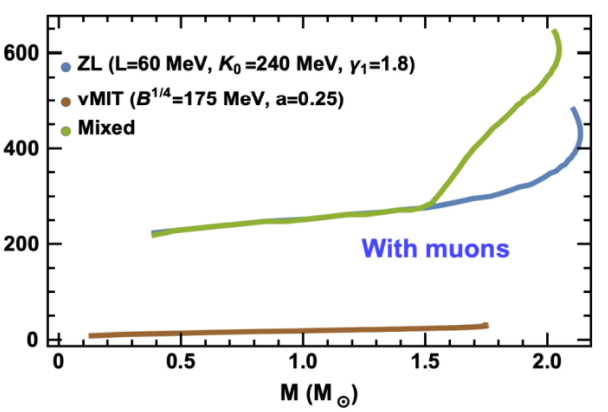 600
ZL (L=60 MeV, K₀=240 MeV, γ₁=1.8)
vMIT (B^1/4=175 MeV, a=0.25)
Mixed
400
200
With muons
0
0 0.5 1.0 1.5 2.0
M (M⊙)